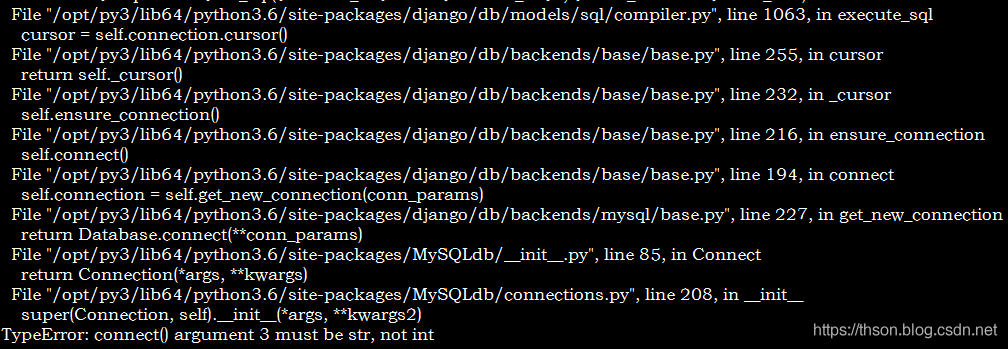 File "/opt/py3/lib64/python3.6/site-packages/django/db/models/sql/compiler.py", line 1063, in execute_sql
cursor = self.connection.cursor()
File "/opt/py3/lib64/python3.6/site-packages/django/db/backends/base/base.py", line 255, in cursor
return self._cursor()
File "/opt/py3/lib64/python3.6/site-packages/django/db/backends/base/base.py", line 232, in _cursor
self.ensure_connection()
File "/opt/py3/lib64/python3.6/site-packages/django/db/backends/base/base.py", line 216, in ensure_connection
self.connect()
File "/opt/py3/lib64/python3.6/site-packages/django/db/backends/base/base.py", line 194, in connect
self.connection = self.get_new_connection(conn_params)
File "/opt/py3/lib64/python3.6/site-packages/django/db/backends/mysql/base.py", line 227, in get_new_connection
return Database.connect(**conn_params)
File "/opt/py3/lib64/python3.6/site-packages/MySQLdb/__init__.py", line 85, in Connect
return Connection(*args, **kwargs)
File "/opt/py3/lib64/python3.6/site-packages/MySQLdb/connections.py", line 208, in __init__
super(Connection, self).__init__(*args, **kwargs2)
TypeError: connect() argument 3 must be str, not int
https://thson.blog.csdn.net